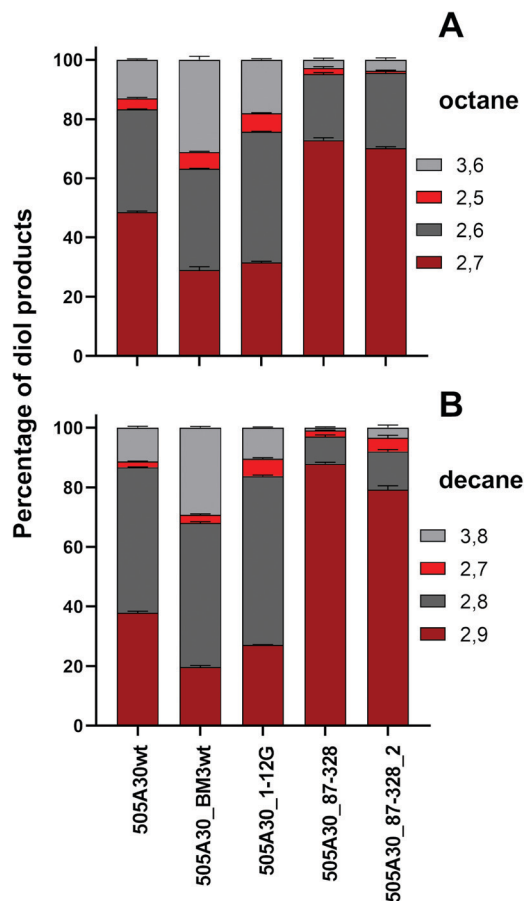 A
octane
100
80
60
40
20
0
3,6
2,5
2,6
2,7
Percentage of diol products
B
decane
100
80
60
40
20
0
3,8
2,7
2,8
2,9
505A30wt
505A30_BM3wt
505A30_1-12G
505A30_87-328
505A30_87-328_2